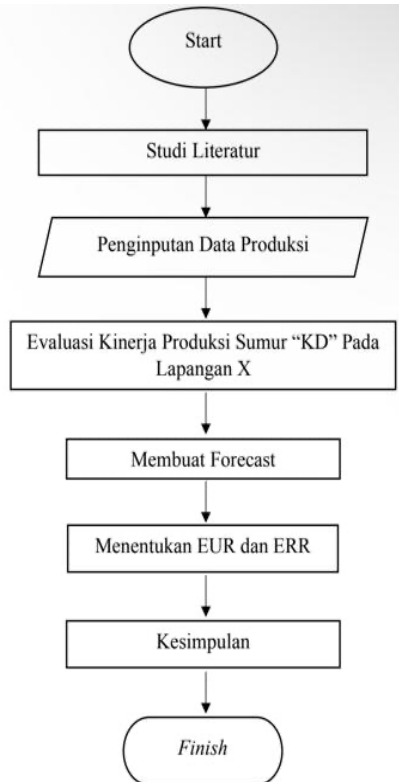 Start
Studi Literatur
Penginputan Data Produksi
Evaluasi Kinerja Produksi Sumur “KD” Pada
Lapangan X
Membuat Forecast
Menentukan EUR dan ERR
Kesimpulan
Finish